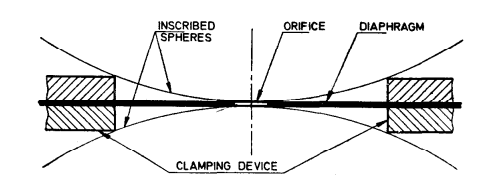 INSCRIBED
SPHERES
ORIFICE
DIAPHRAGM
CLAMPING DEVICE